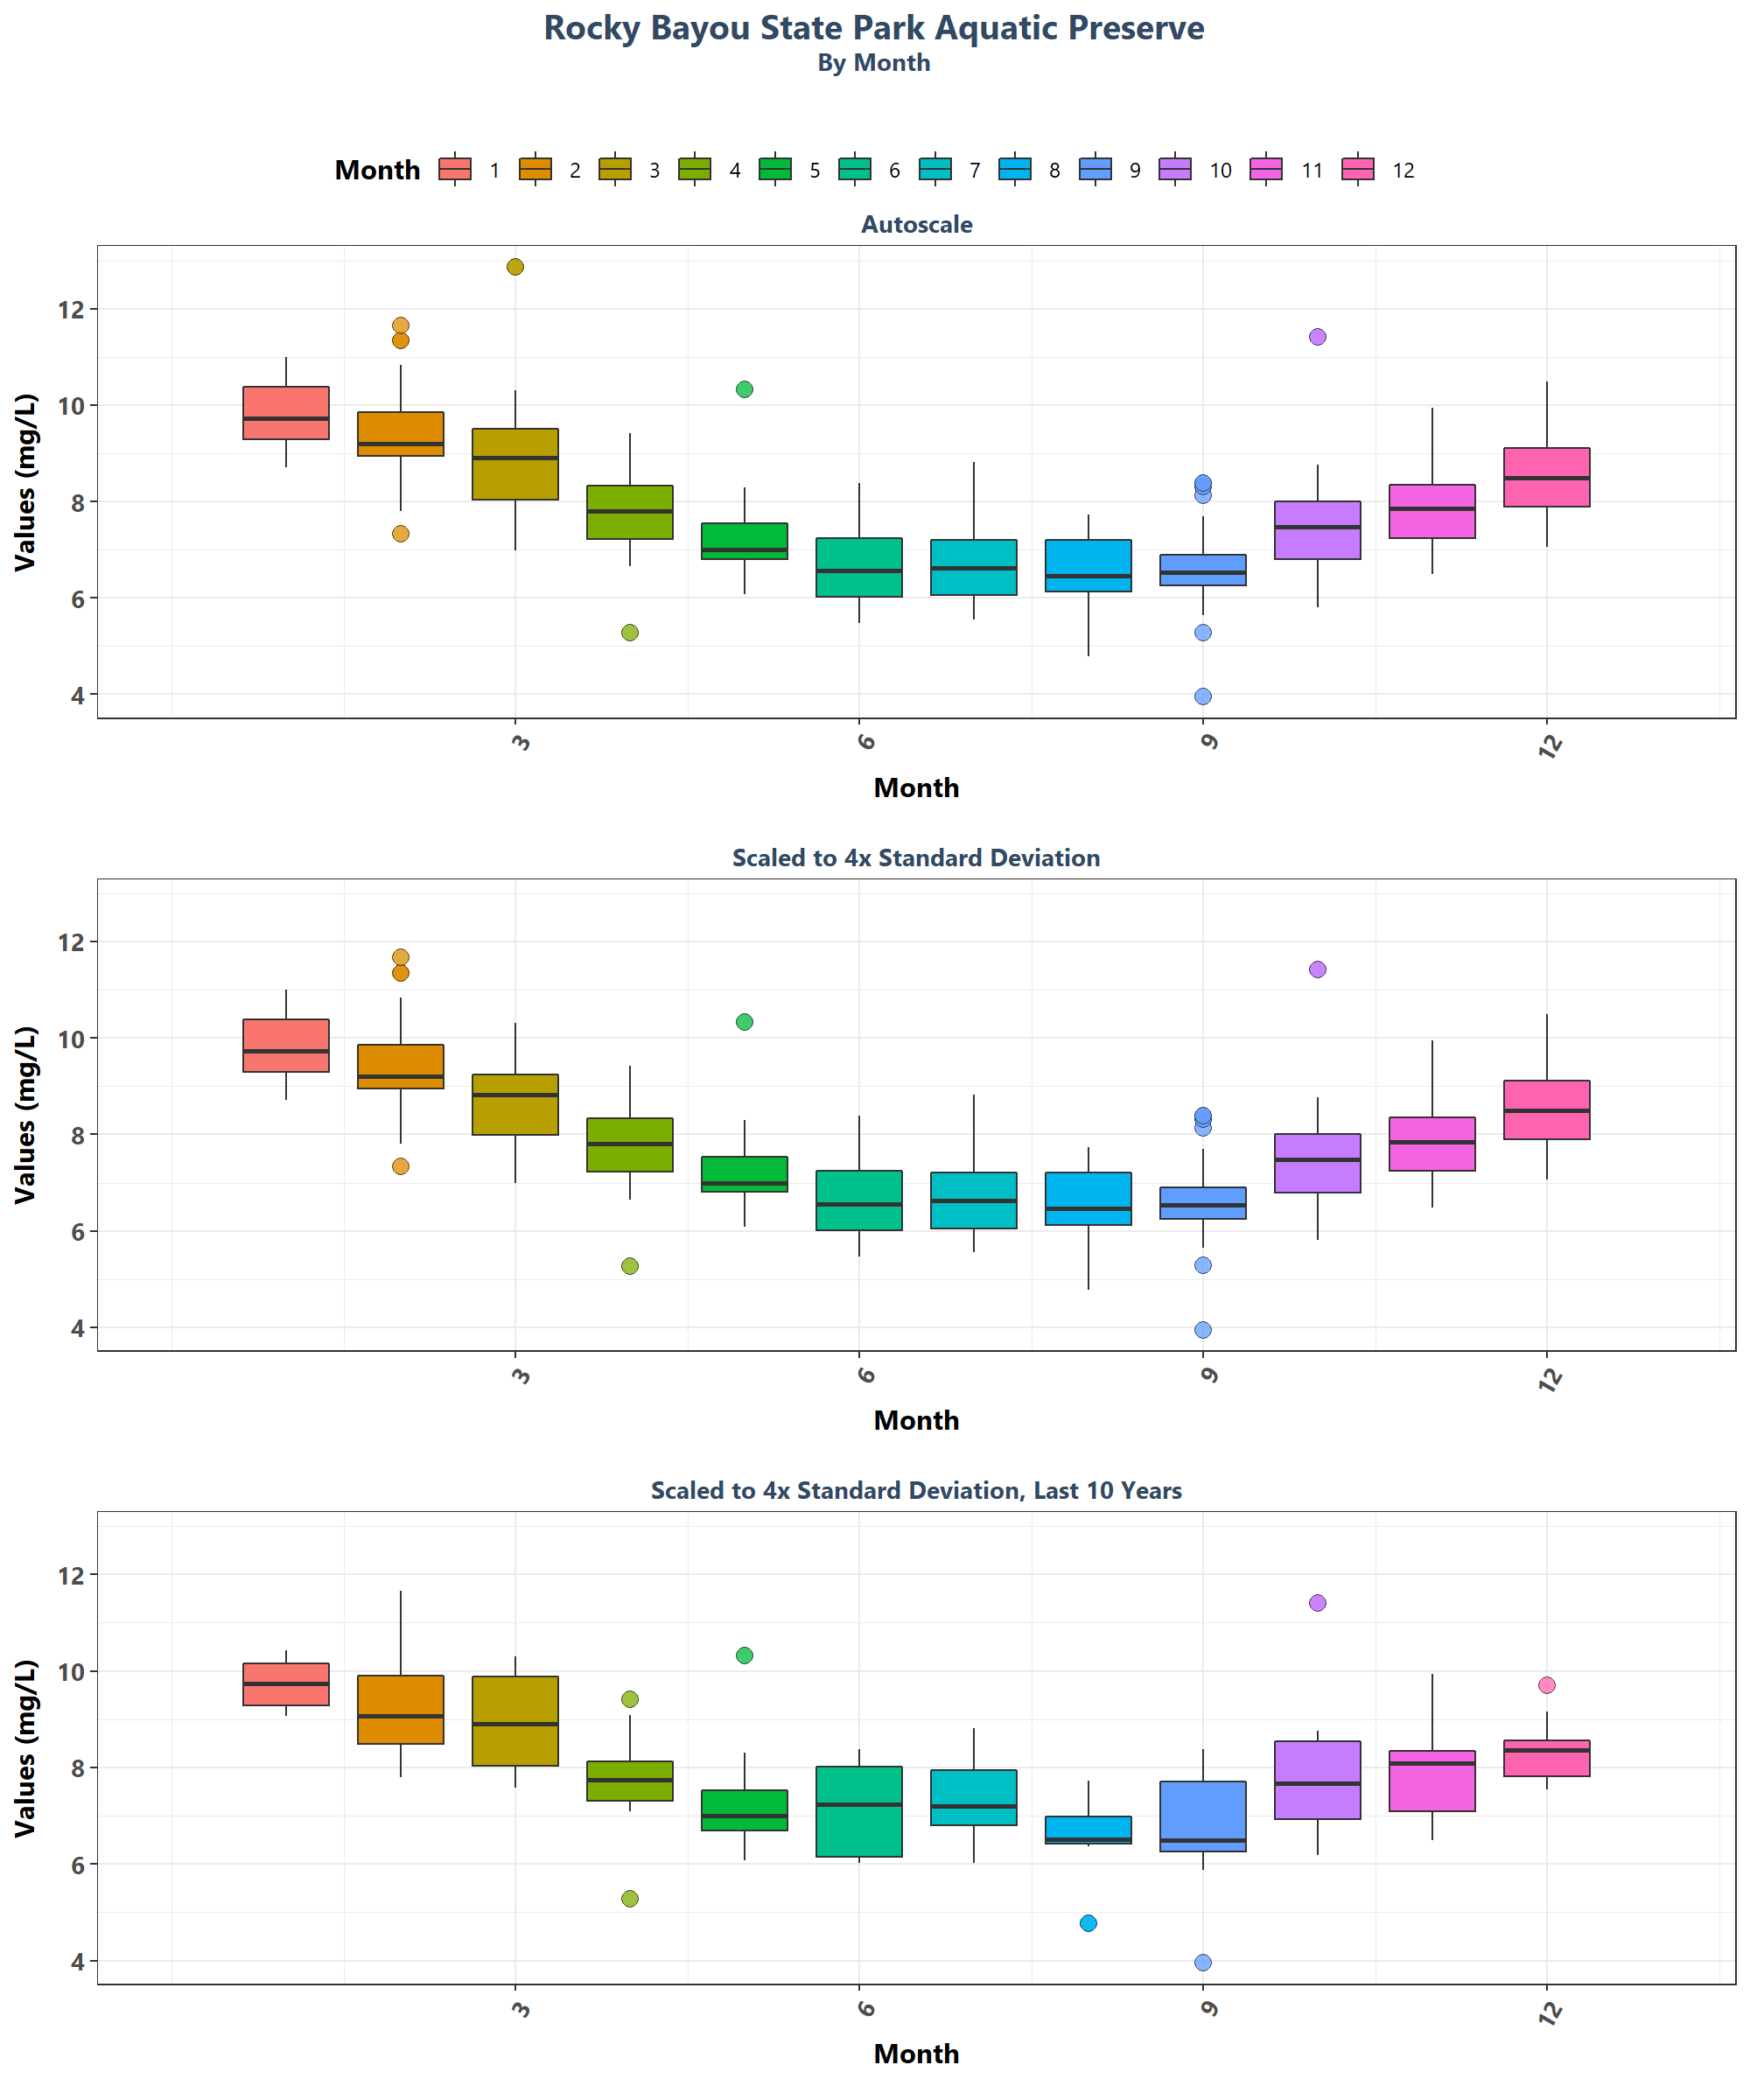 Rocky Bayou State Park Aquatic Preserve
By Month
Month 1 2 3 4 5 6 7 8 9 10 11 12
Autoscale
Values (mg/L)
12
10
8
6
4
3 6 9 12
Month
Scaled to 4x Standard Deviation
Values (mg/L)
12
10
8
6
4
3 6 9 12
Month
Scaled to 4x Standard Deviation, Last 10 Years
Values (mg/L)
12
10
8
6
4
3 6 9 12
Month